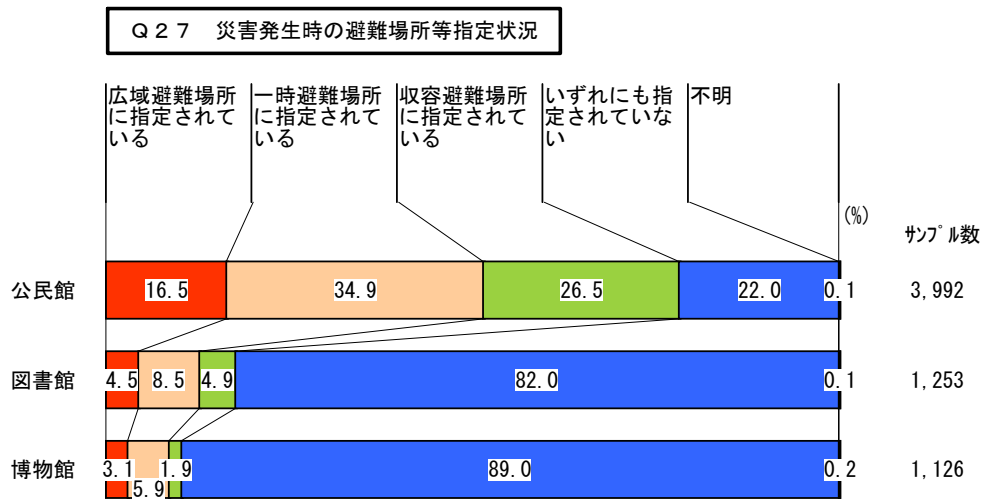 Q27 災害発生時の避難場所等指定状況
広域避難場所
に指定されて
いる
一時避難場所
に指定されて
いる
収容避難場所
に指定されて
いる
いずれにも指
定されていな
い
不明
(%)
ｻﾝﾌﾟﾙ数
公民館 16.5 34.9 26.5 22.0 0.1 3,992
図書館 4.5 8.5 4.9 82.0 0.1 1,253
博物館 3.1 5.9 1.9 89.0 0.2 1,126